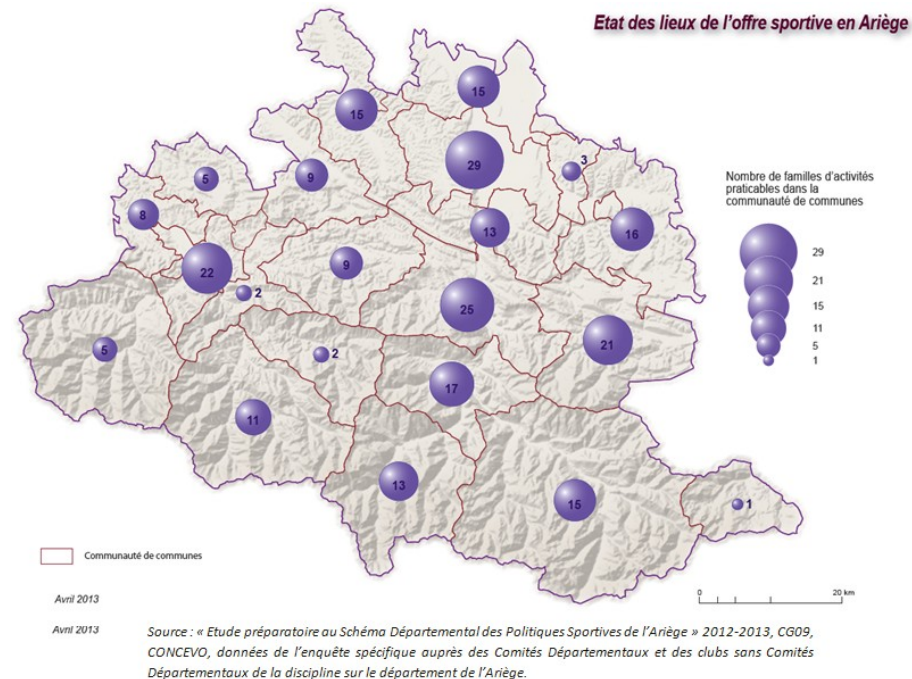 Etat des lieux de l'offre sportive en Ariège
15
15
29
3
5
9
8
13
16
22
9
2
25
5
2
21
17
11
13
15
1
Nombre de familles d'activités
praticables dans la
communauté de communes
29
21
15
11
5
1
Communauté de communes
0 20 km
Avril 2013
Avril 2013
Source : « Etude préparatoire au Schéma Départemental des Politiques Sportives de l'Ariège » 2012-2013, CG09,
CONCEVO, données de l'enquête spécifique auprès des Comités Départementaux et des clubs sans Comités
Départementaux de la discipline sur le département de l'Ariège.